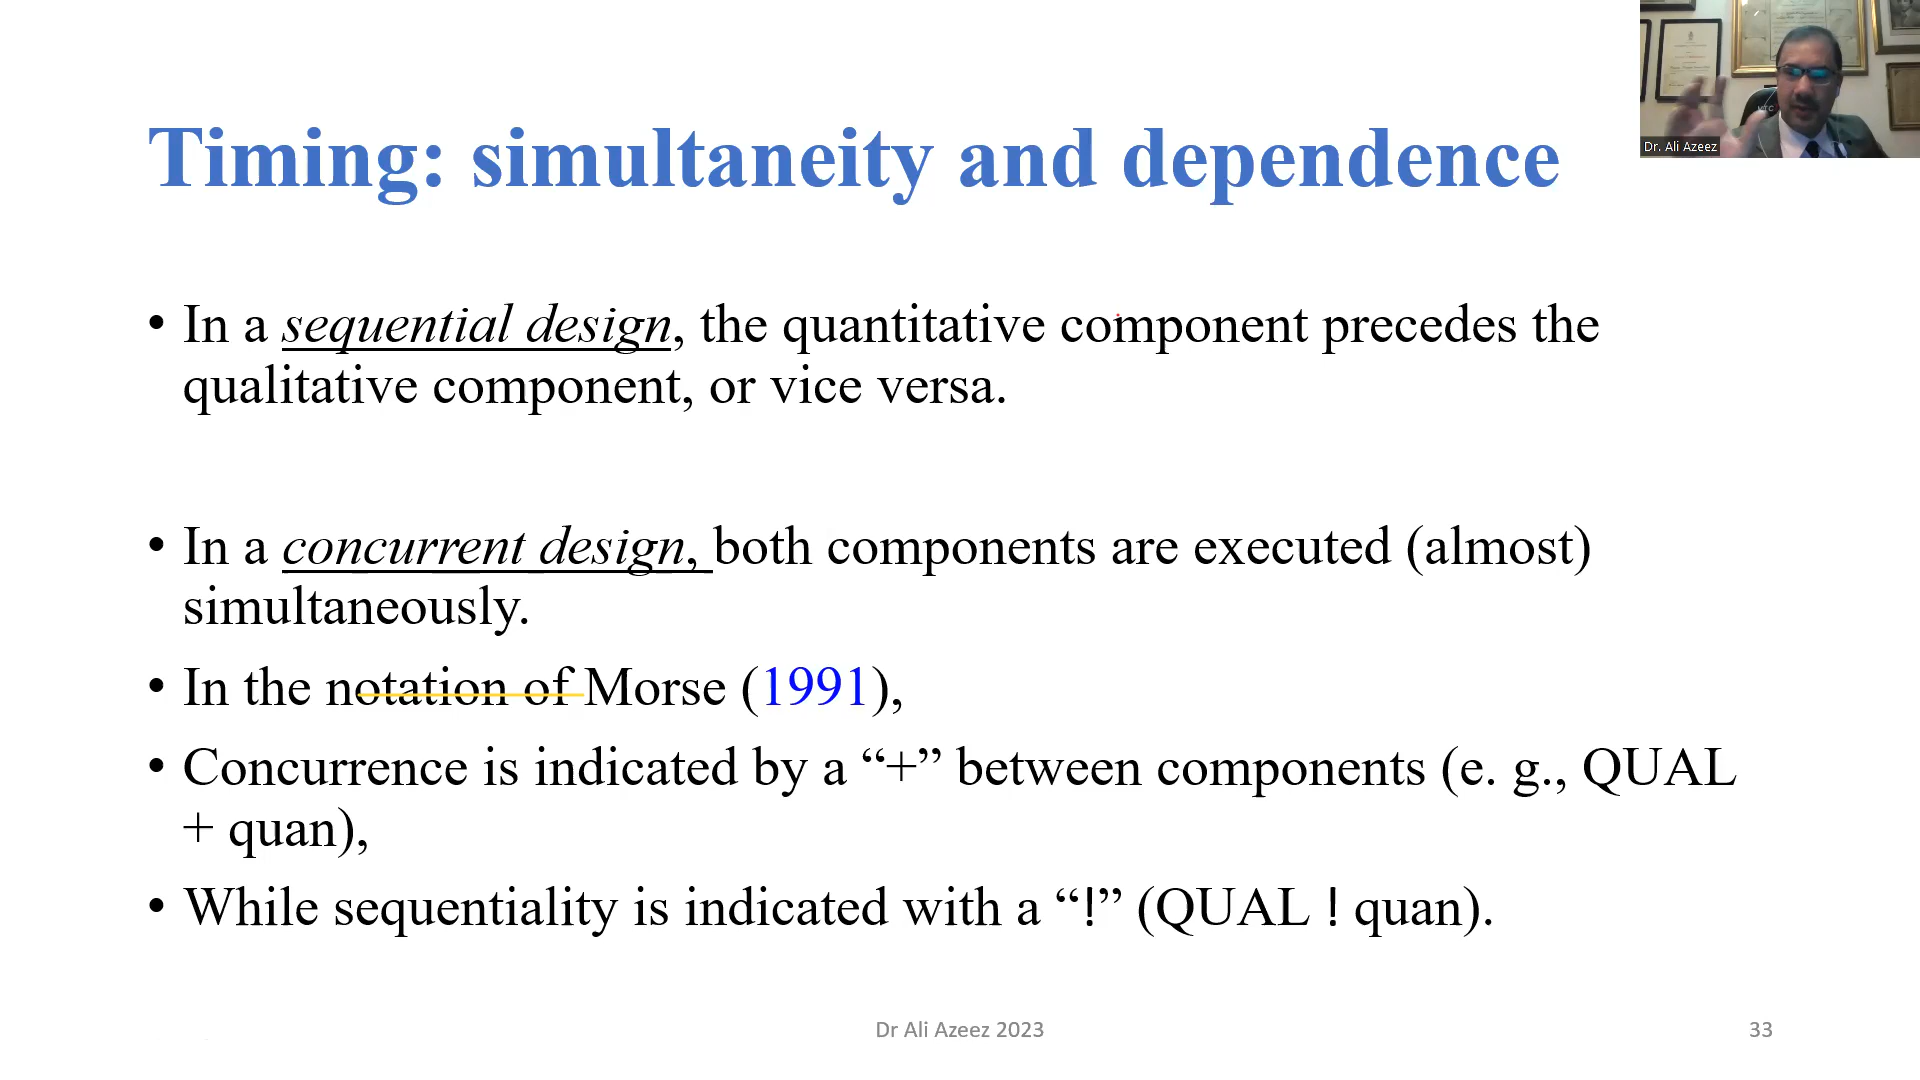 Dr. Ali Azeez
Timing: simultaneity and dependence
• In a sequential design, the quantitative component precedes the
qualitative component, or vice versa.
• In a concurrent design, both components are executed (almost)
simultaneously.
• In the notation of Morse (1991),
• Concurrence is indicated by a “+” between components (e. g., QUAL
+ quan),
• While sequentiality is indicated with a “!” (QUAL ! quan).
Dr Ali Azeez 2023
33